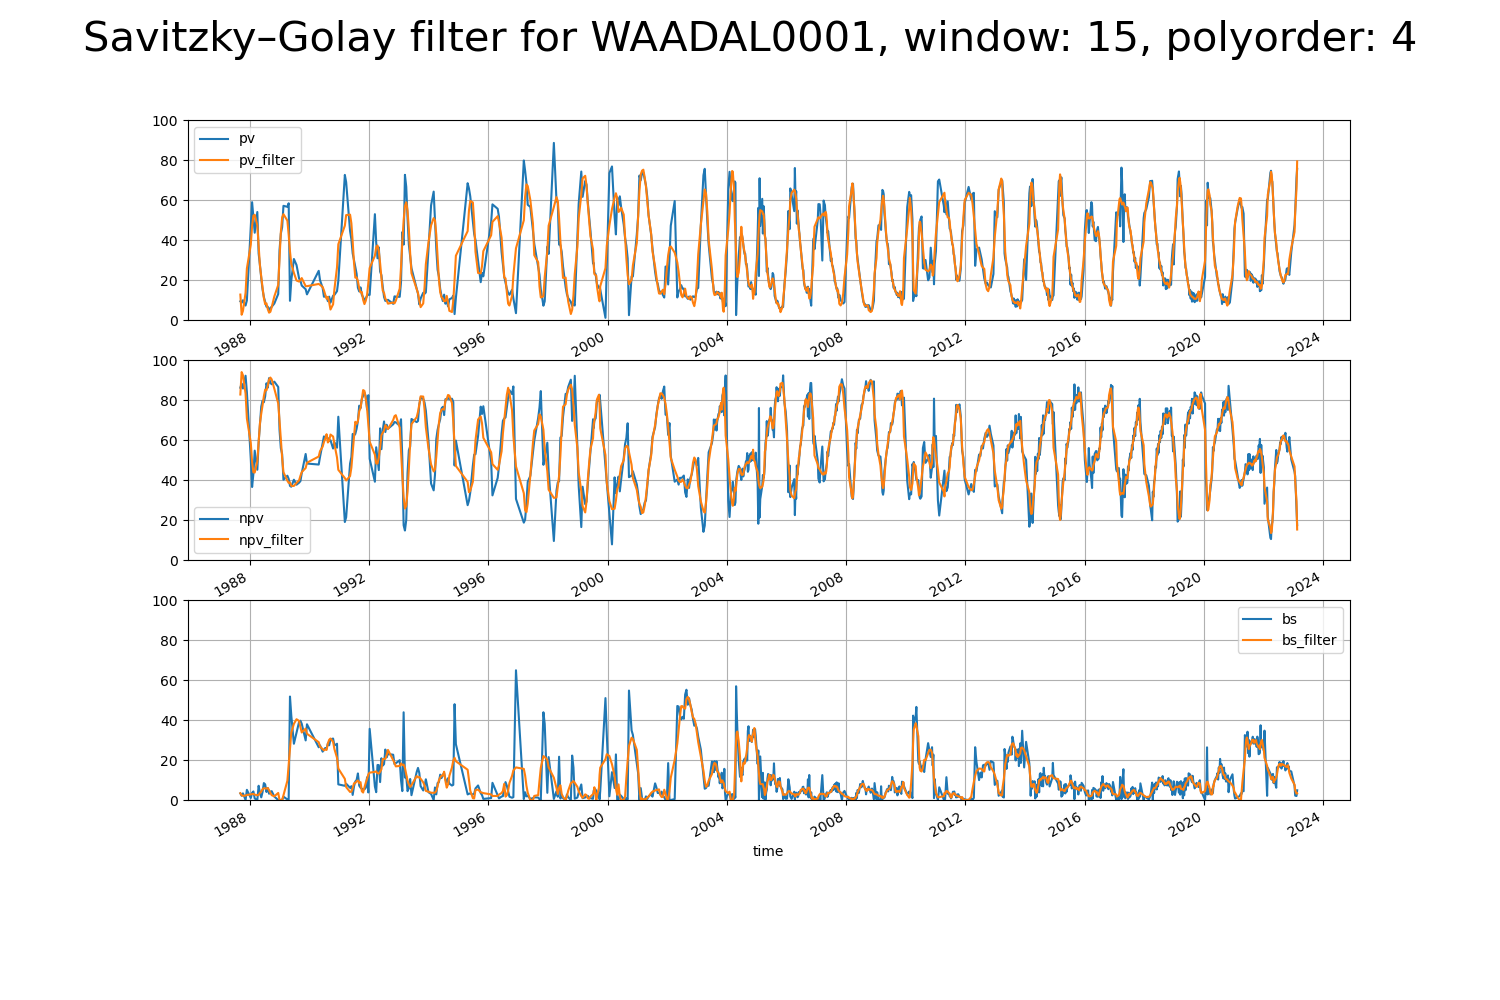 Savitzky–Golay filter for WAADAL0001, window: 15, polyorder: 4
100
80
60
40
20
0
pv
pv_filter
1988 1992 1996 2000 2004 2008 2012 2016 2020 2024
100
80
60
40
20
0
npv
npv_filter
1988 1992 1996 2000 2004 2008 2012 2016 2020 2024
100
80
60
40
20
0
bs
bs_filter
1988 1992 1996 2000 2004 2008 2012 2016 2020 2024
time